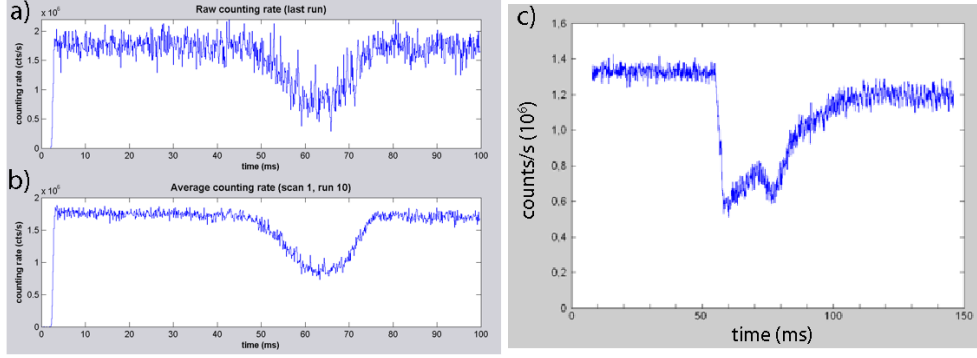 a)
Raw counting rate (last run)
x 10⁶
counting rate (cts/s)
2
1.5
1
0.5
0
0 10 20 30 40 50 60 70 80 90 100
time (ms)
b)
Average counting rate (scan 1, run 10)
x 10⁶
counting rate (cts/s)
2
1.5
1
0.5
0
0 10 20 30 40 50 60 70 80 90 100
time (ms)
c)
counts/s (10⁶)
1,6
1,4
1,2
1,0
0,8
0,6
0,4
0,2
0
0 50 100 150
time (ms)